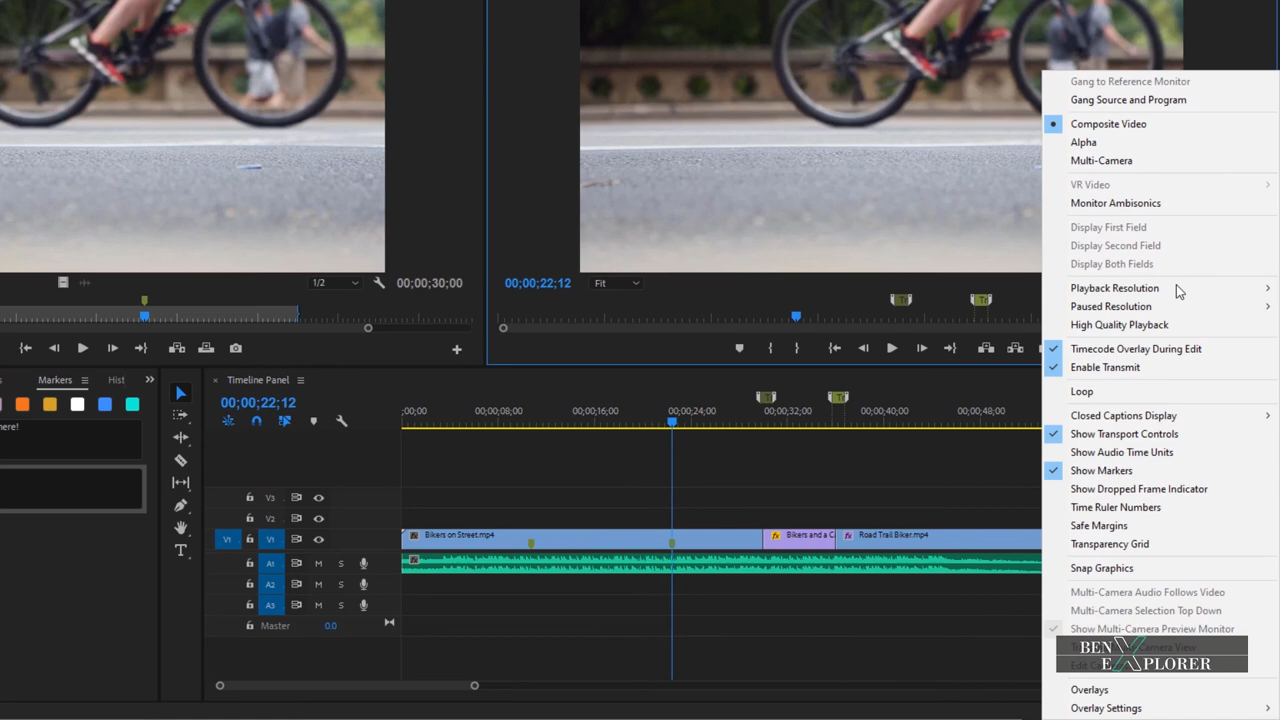 Gang to Reference Monitor
Gang Source and Program
Composite Video
Alpha
Multi-Camera
VR Video
Monitor Ambisonics
Display First Field
Display Second Field
Display Both Fields
Playback Resolution
Paused Resolution
High Quality Playback
Timecode Overlay During Edit
Enable Transmit
Loop
Closed Captions Display
Show Transport Controls
Show Audio Time Units
Show Markers
Show Dropped Frame Indicator
Time Ruler Numbers
Safe Margins
Transparency Grid
Snap Graphics
Multi-Camera Audio Follows Video
Multi-Camera Selection Top Down
Show Multi-Camera Preview Monitor
BEN
EXPLORER
Overlays
Overlay Settings
1/2
00;00;30;00
00;00;22;12
Fit
Tr
Tr
Markers
Hist
here!
Timeline Panel
00;00;22;12
;00;00
00;00;08;00
00;00;16;00
00;00;24;00
00;00;32;00
00;00;40;00
00;00;48;00
V3
V2
V1 V1
Bikers on Street.mp4
Bikers and a C
Road Trail Biker.mp4
A1 M S
A2 M S
A3 M S
Master 0.0